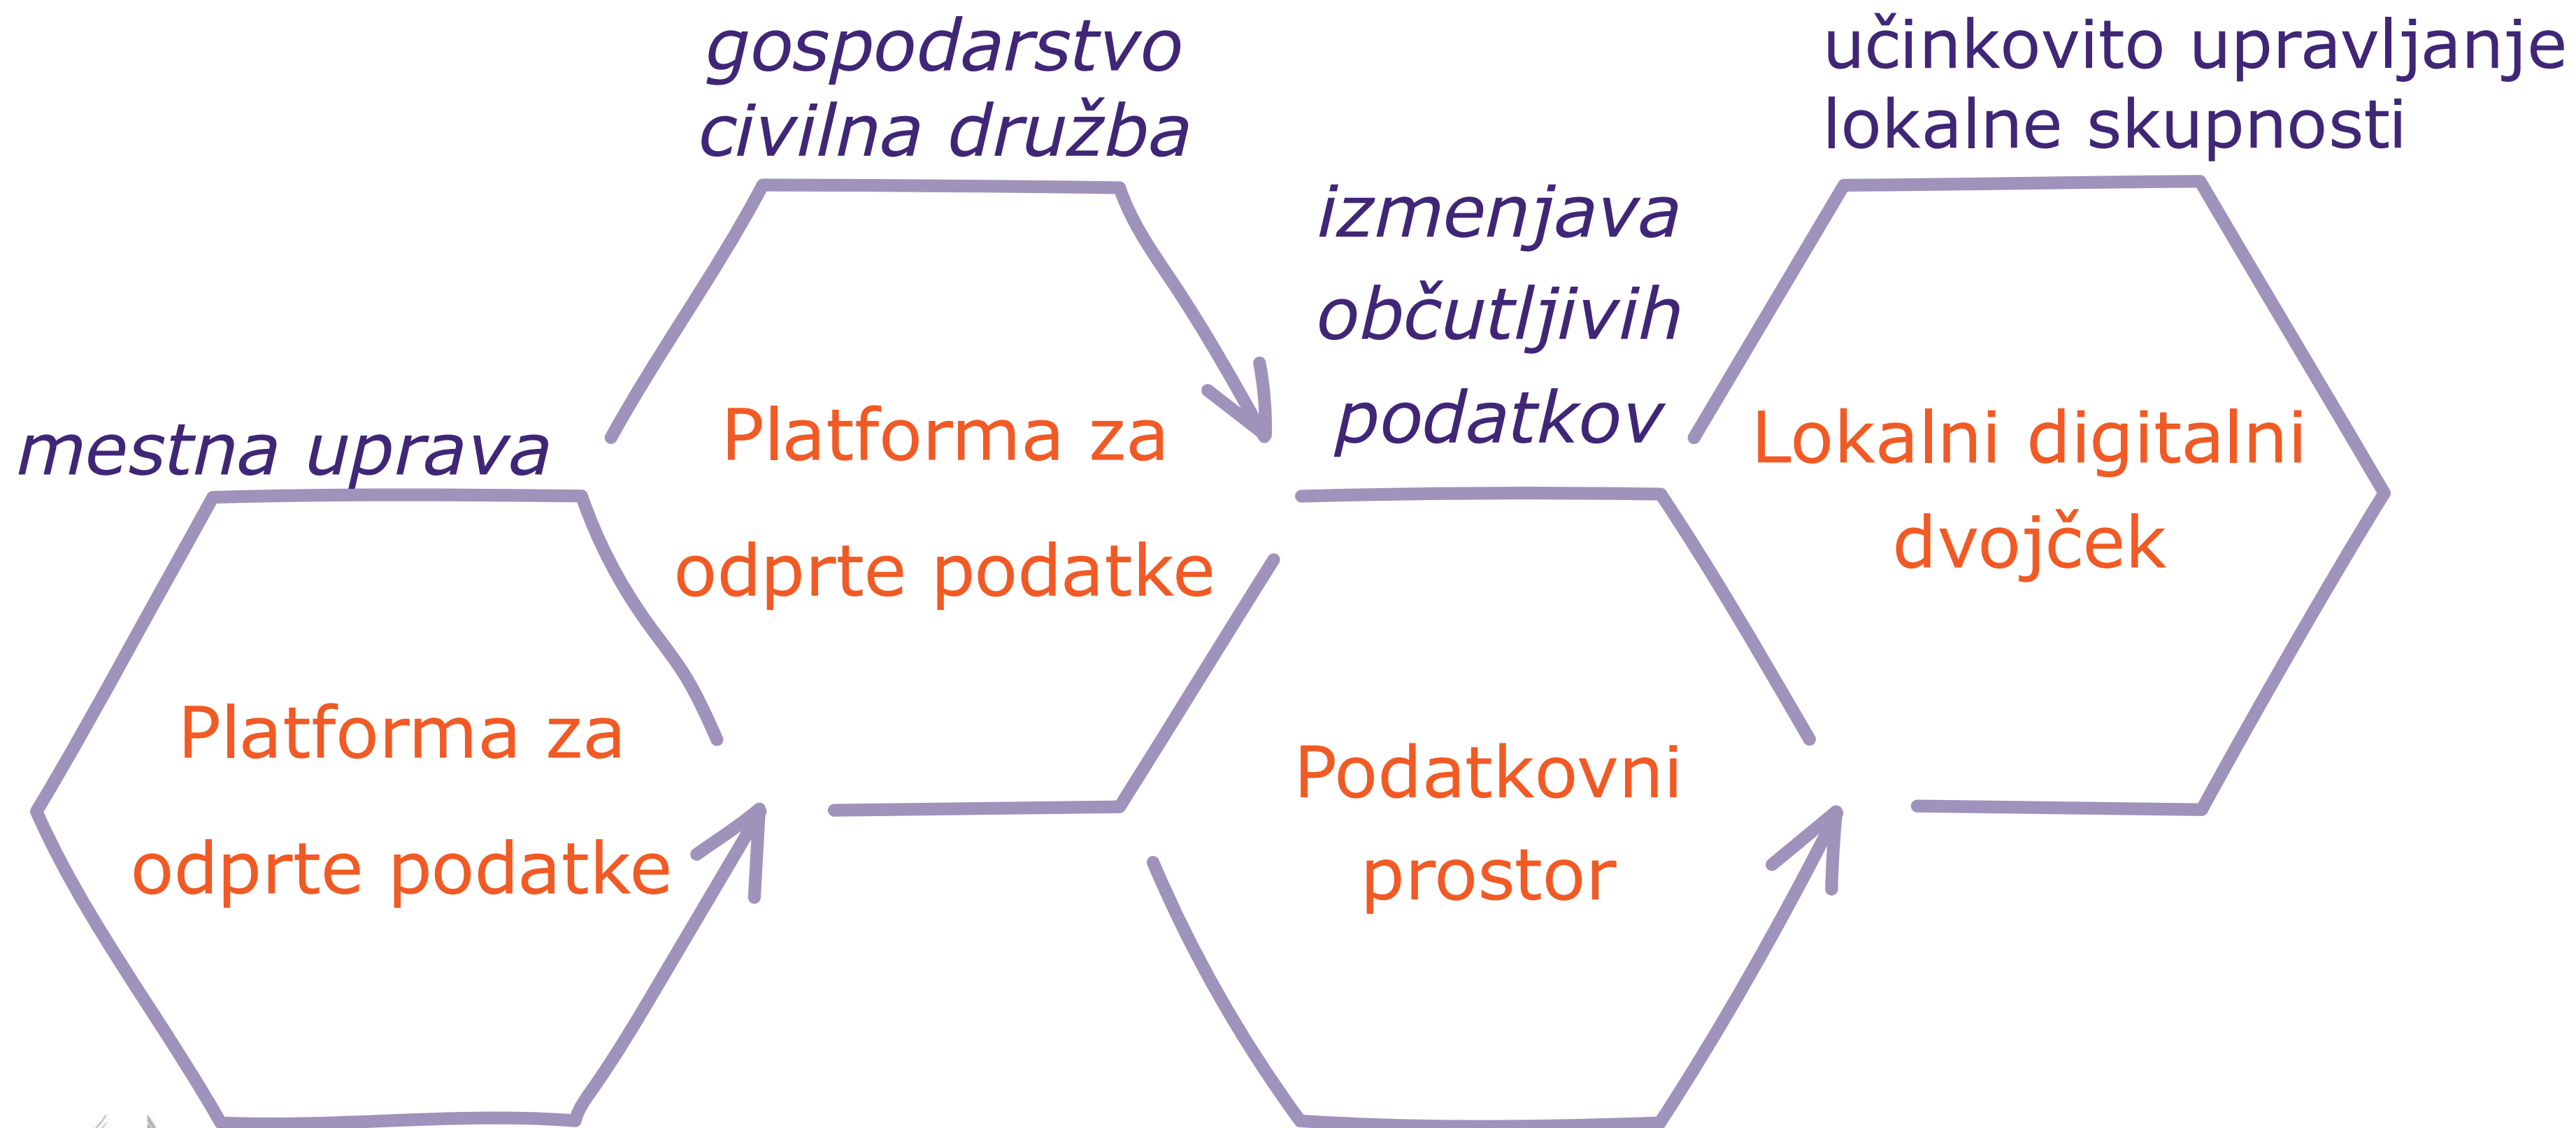 mestna uprava
Platforma za
odprte podatke
gospodarstvo
civilna družba
Platforma za
odprte podatke
izmenjava
občutljivih
podatkov
Podatkovni
prostor
učinkovito upravljanje
lokalne skupnosti
Lokalni digitalni
dvojček